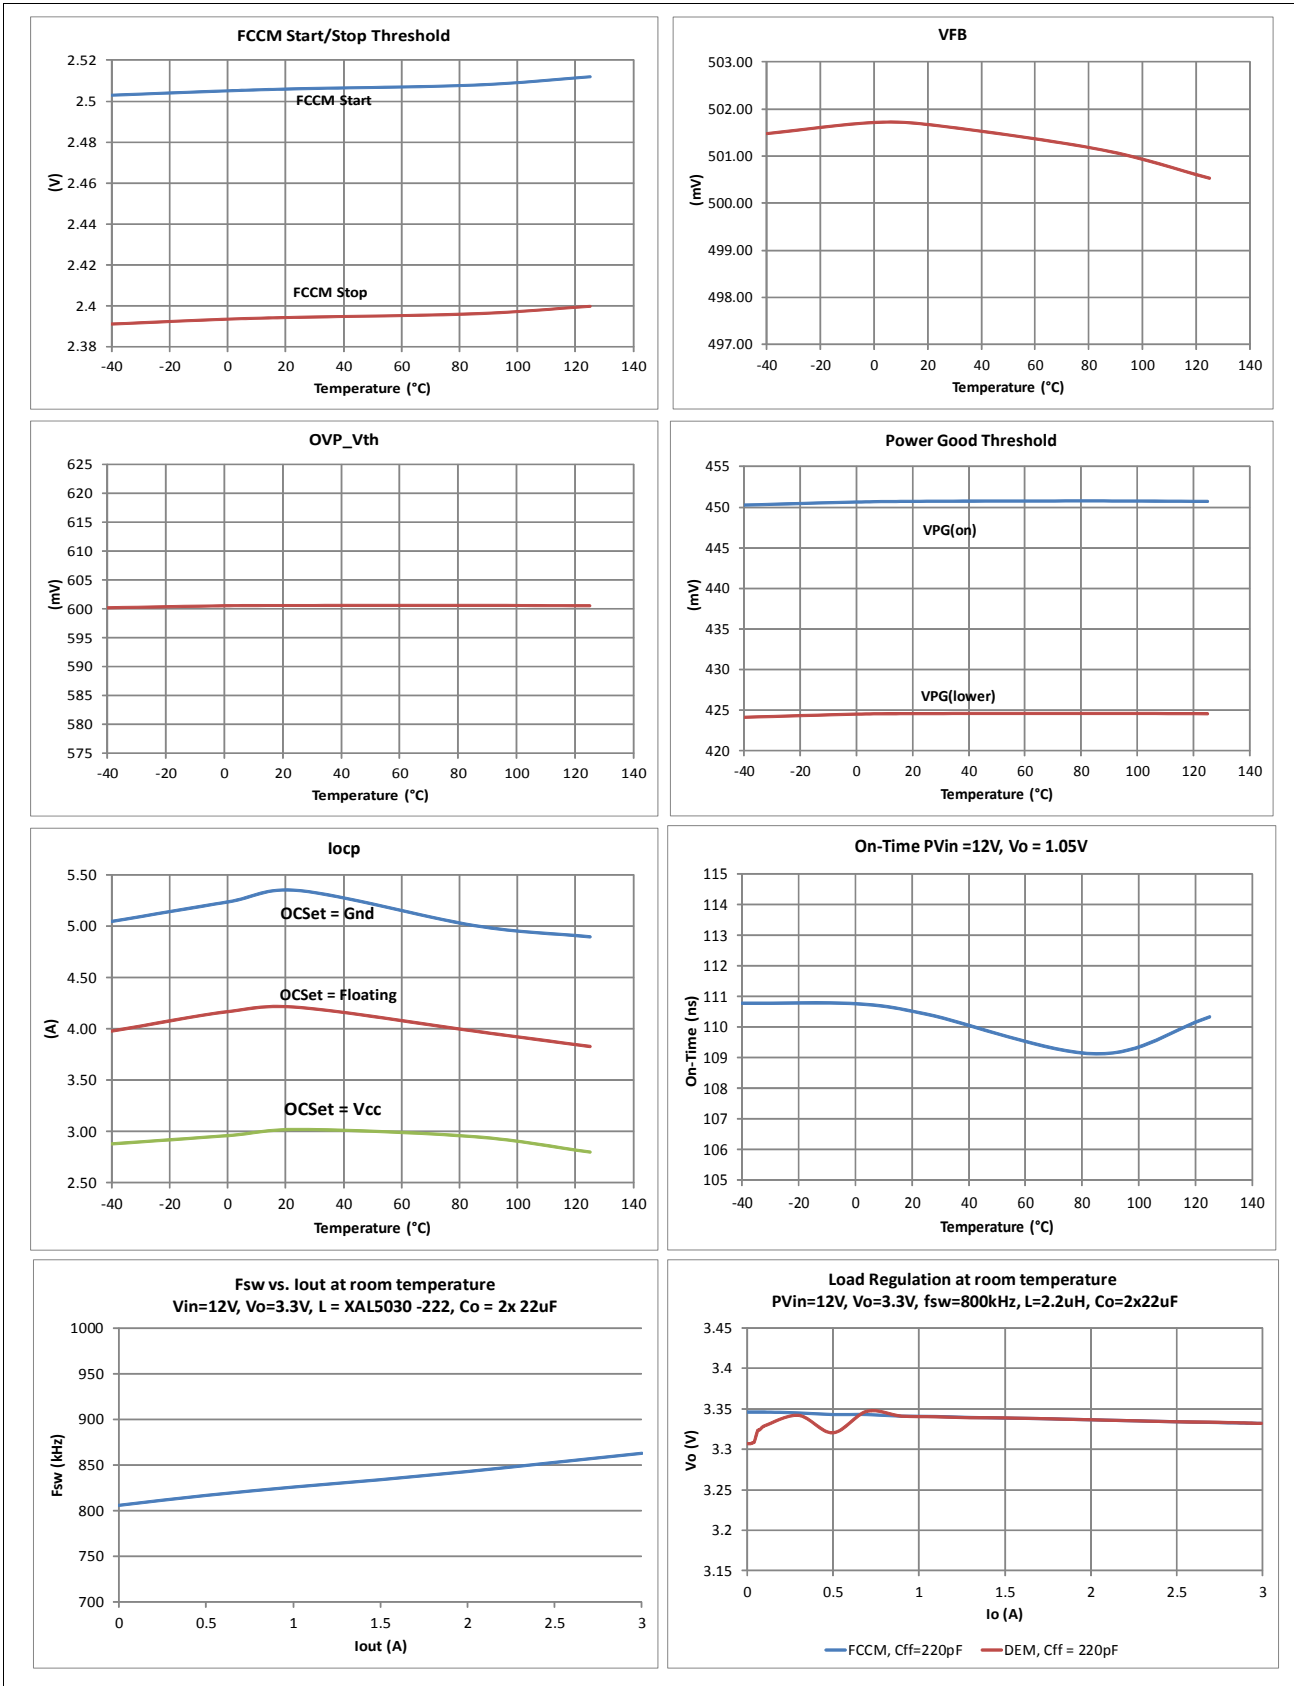 FCCM Start/Stop Threshold
2.52
2.5
2.48
2.46
2.44
2.42
2.4
2.38
(V)
FCCM Start
FCCM Stop
-40 -20 0 20 40 60 80 100 120 140
Temperature (°C)
VFB
503.00
502.00
501.00
500.00
499.00
498.00
497.00
(mV)
-40 -20 0 20 40 60 80 100 120 140
Temperature (°C)
OVP_Vth
625
620
615
610
605
600
595
590
585
580
575
(mV)
-40 -20 0 20 40 60 80 100 120 140
Temperature (°C)
Power Good Threshold
455
450
445
440
435
430
425
420
(mV)
VPG(on)
VPG(lower)
-40 -20 0 20 40 60 80 100 120 140
Temperature (°C)
Iocp
5.50
5.00
4.50
4.00
3.50
3.00
2.50
(A)
OCSet = Gnd
OCSet = Floating
OCSet = Vcc
-40 -20 0 20 40 60 80 100 120 140
Temperature (°C)
On-Time PVin =12V, Vo = 1.05V
115
114
113
112
111
110
109
108
107
106
105
On-Time (ns)
-40 -20 0 20 40 60 80 100 120 140
Temperature (°C)
Fsw vs. Iout at room temperature
Vin=12V, Vo=3.3V, L = XAL5030 -222, Co = 2x 22uF
1000
950
900
850
800
750
700
Fsw (kHz)
0 0.5 1 1.5 2 2.5 3
Iout (A)
Load Regulation at room temperature
PVin=12V, Vo=3.3V, fsw=800kHz, L=2.2uH, Co=2x22uF
3.45
3.4
3.35
3.3
3.25
3.2
3.15
Vo (V)
0 0.5 1 1.5 2 2.5 3
Io (A)
FCCM, Cff=220pF DEM, Cff = 220pF